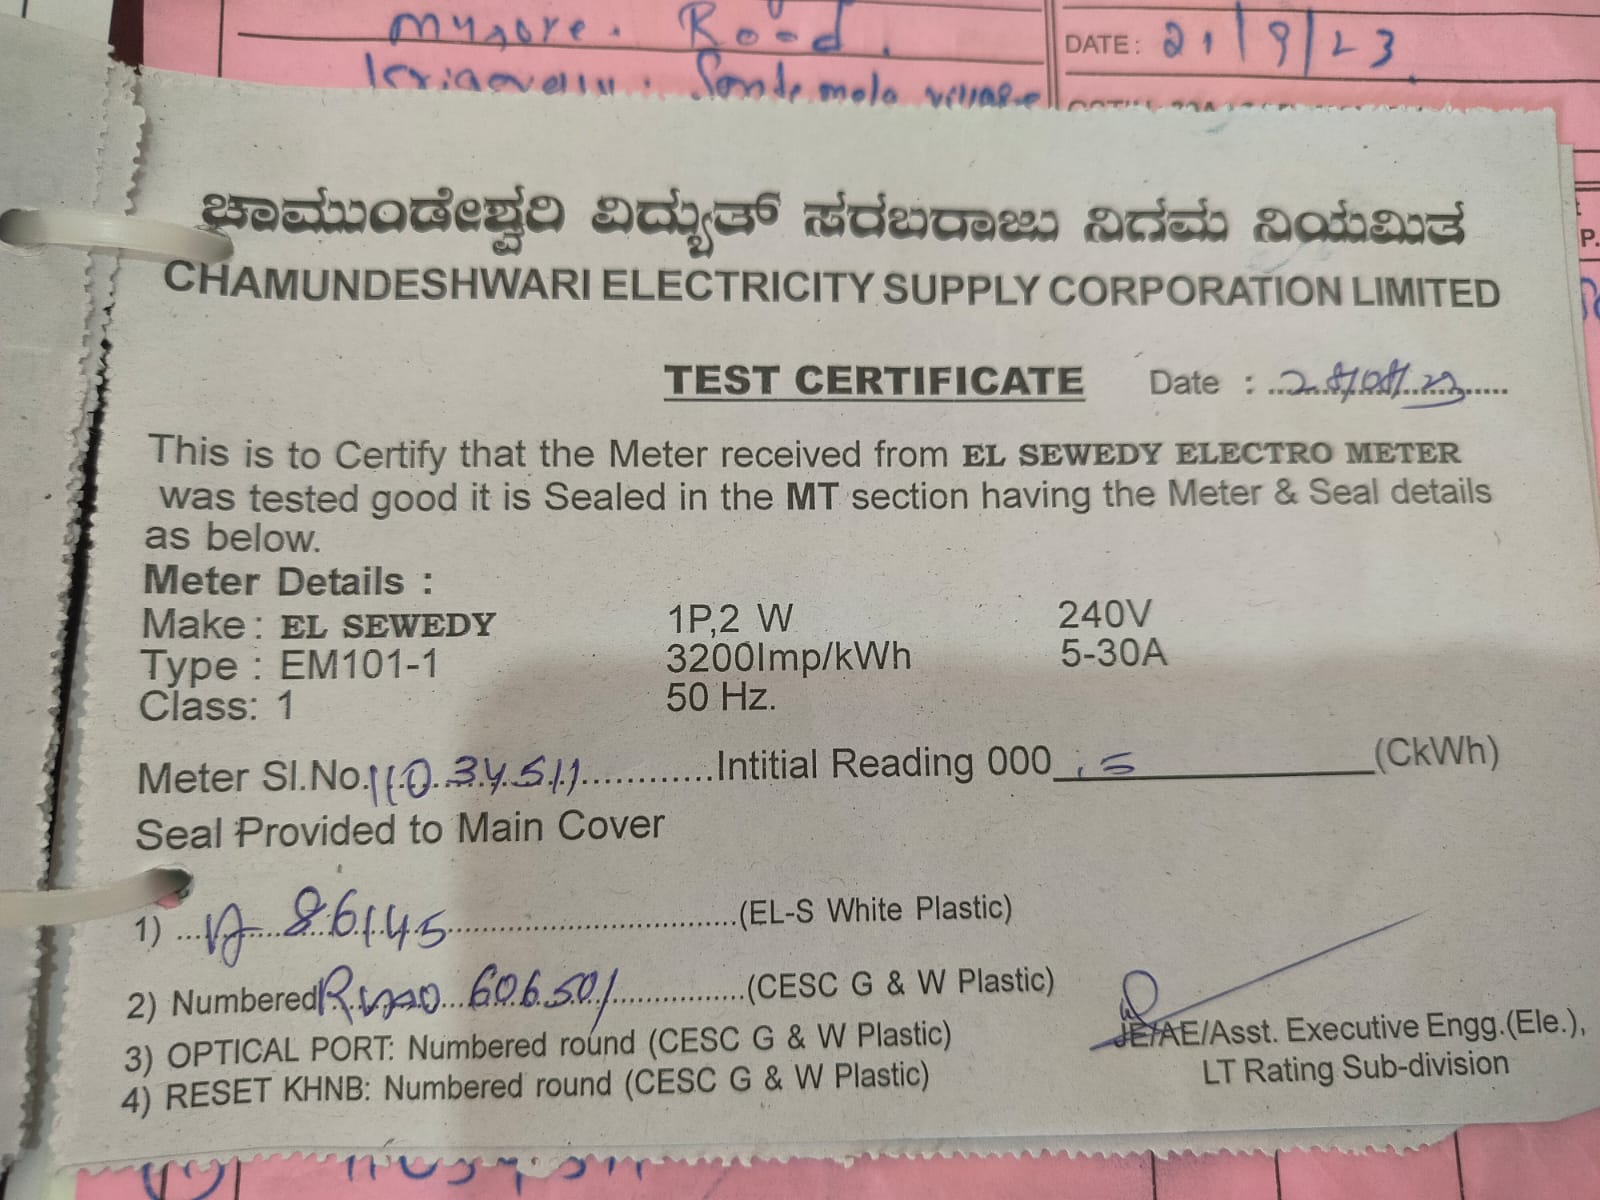 Mysore. Road.
DATE: 21/9/23
village
ಚಾಮುಂಡೇಶ್ವರಿ ವಿದ್ಯುತ್ ಸರಬರಾಜು ನಿಗಮ ನಿಯಮಿತ
CHAMUNDESHWARI ELECTRICITY SUPPLY CORPORATION LIMITED
TEST CERTIFICATE Date : 28/08/23
This is to Certify that the Meter received from EL SEWEDY ELECTRO METER
was tested good it is Sealed in the MT section having the Meter & Seal details
as below.
Meter Details :
Make : EL SEWEDY 1P,2 W 240V
Type : EM101-1 3200Imp/kWh 5-30A
Class: 1 50 Hz.
Meter Sl.No. 11034511 Intitial Reading 000 .5 (CkWh)
Seal Provided to Main Cover
1) 86145 (EL-S White Plastic)
2) Numbered 606501 (CESC G & W Plastic)
3) OPTICAL PORT: Numbered round (CESC G & W Plastic)
4) RESET KHNB: Numbered round (CESC G & W Plastic)
JE/AE/Asst. Executive Engg.(Ele.),
LT Rating Sub-division